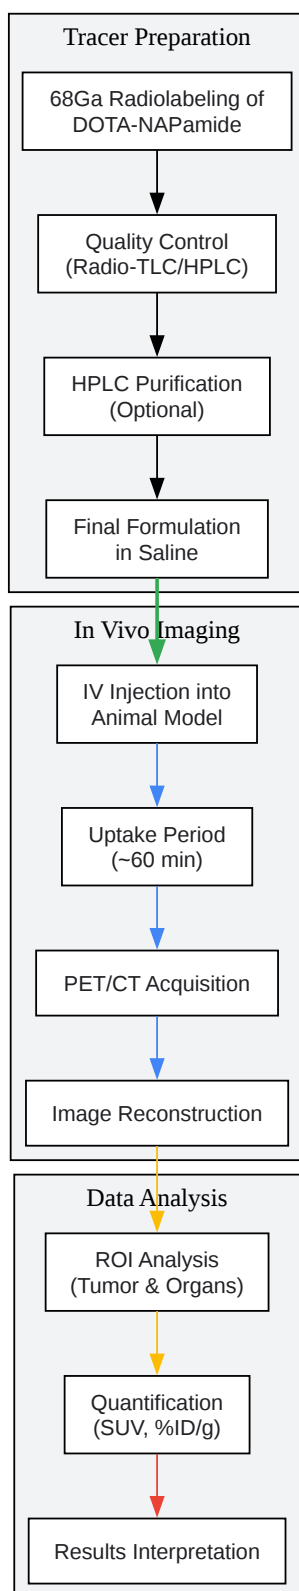 Tracer Preparation
68Ga Radiolabeling of
DOTA-NAPamide
Quality Control
(Radio-TLC/HPLC)
HPLC Purification
(Optional)
Final Formulation
in Saline
In Vivo Imaging
IV Injection into
Animal Model
Uptake Period
(~60 min)
PET/CT Acquisition
Image Reconstruction
Data Analysis
ROI Analysis
(Tumor & Organs)
Quantification
(SUV, %ID/g)
Results Interpretation